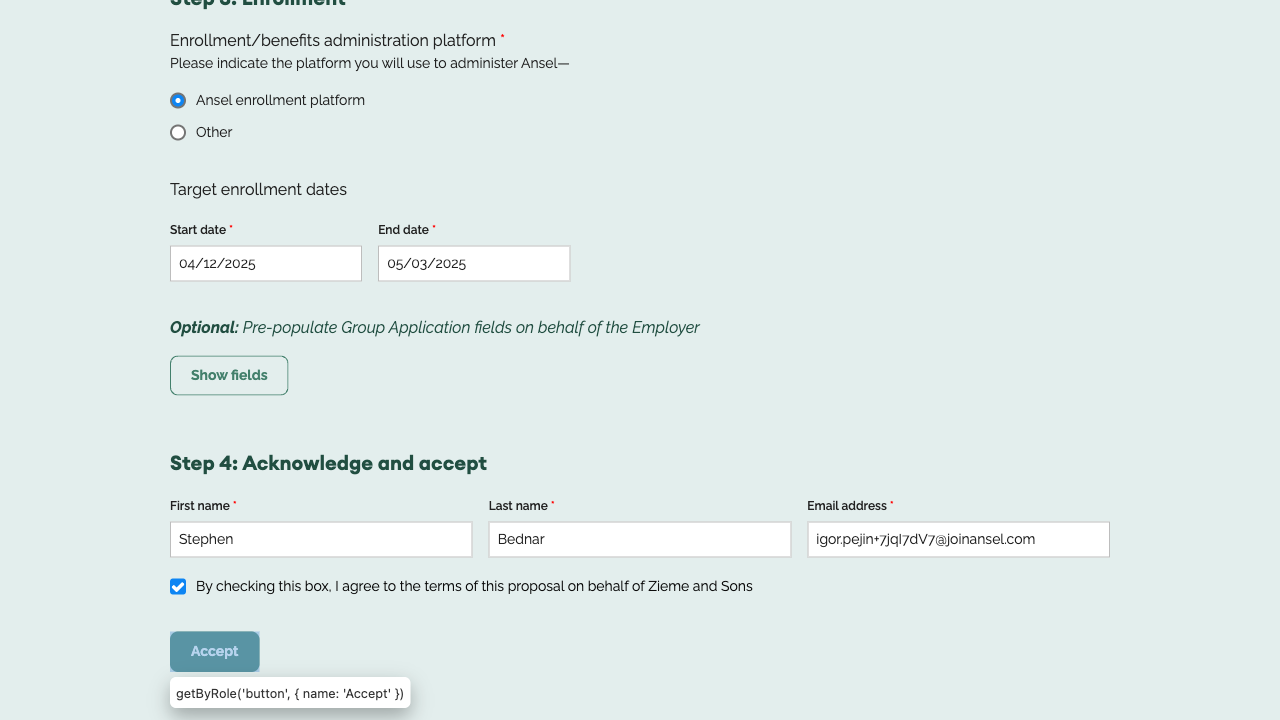 Step 3: Enrollment
Enrollment/benefits administration platform *
Please indicate the platform you will use to administer Ansel—
Ansel enrollment platform
Other
Target enrollment dates
Start date * End date *
04/12/2025 05/03/2025
Optional: Pre-populate Group Application fields on behalf of the Employer
Show fields
Step 4: Acknowledge and accept
First name * Last name * Email address *
Stephen Bednar igor.pejin+7jqI7dV7@joinansel.com
By checking this box, I agree to the terms of this proposal on behalf of Zieme and Sons
Accept
getByRole('button', { name: 'Accept' })